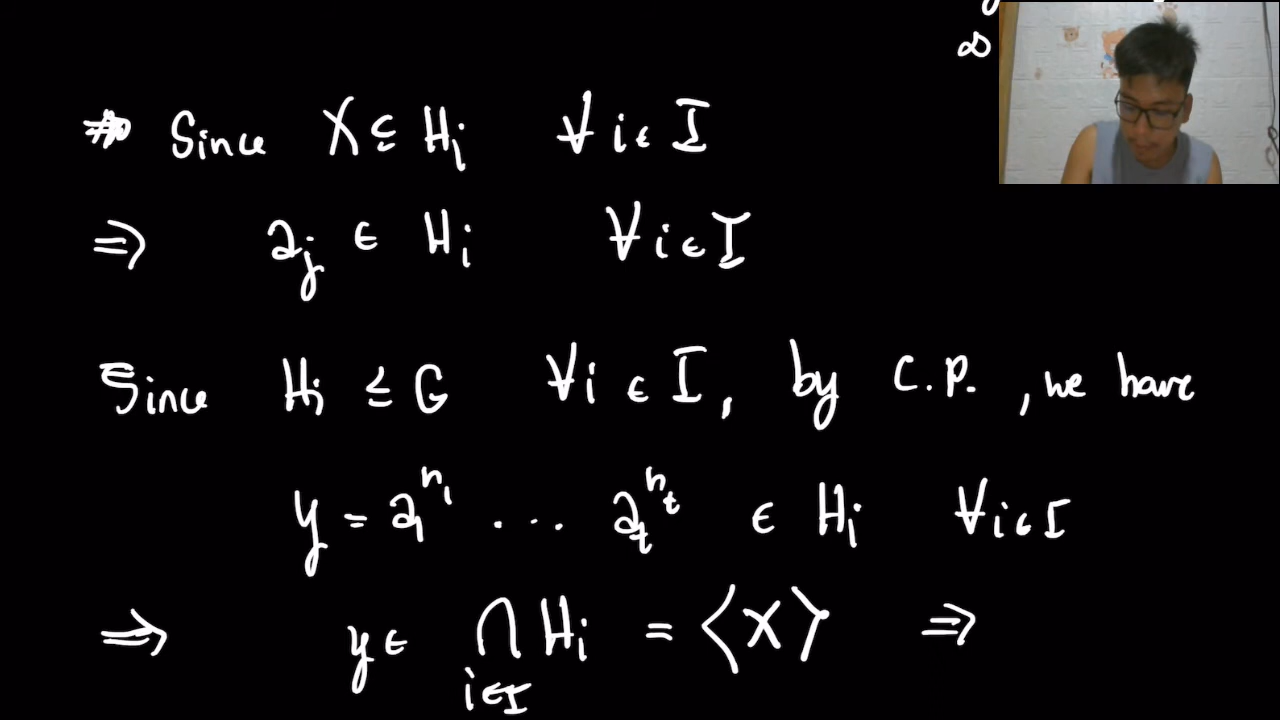 ∞
Since X ⊆ Hᵢ ∀ i ∈ I
⇒ aⱼ ∈ Hᵢ ∀ i ∈ I
Since Hᵢ ≤ G ∀ i ∈ I, by C.P., we have
y = a₁^n₁ . ... aₜ^nₜ ∈ Hᵢ ∀ i ∈ I
⇒ y ∈ ⋂ Hᵢ = ⟨X⟩ ⇒
i ∈ I